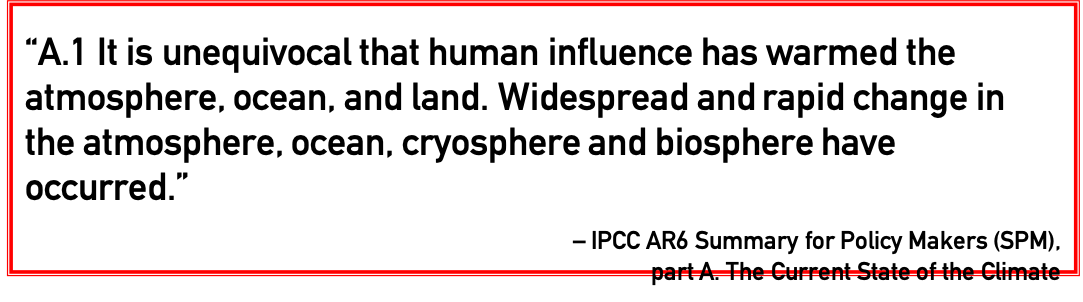 “A.1 It is unequivocal that human influence has warmed the
atmosphere, ocean, and land. Widespread and rapid change in
the atmosphere, ocean, cryosphere and biosphere have
occurred.”
– IPCC AR6 Summary for Policy Makers (SPM),
part A. The Current State of the Climate